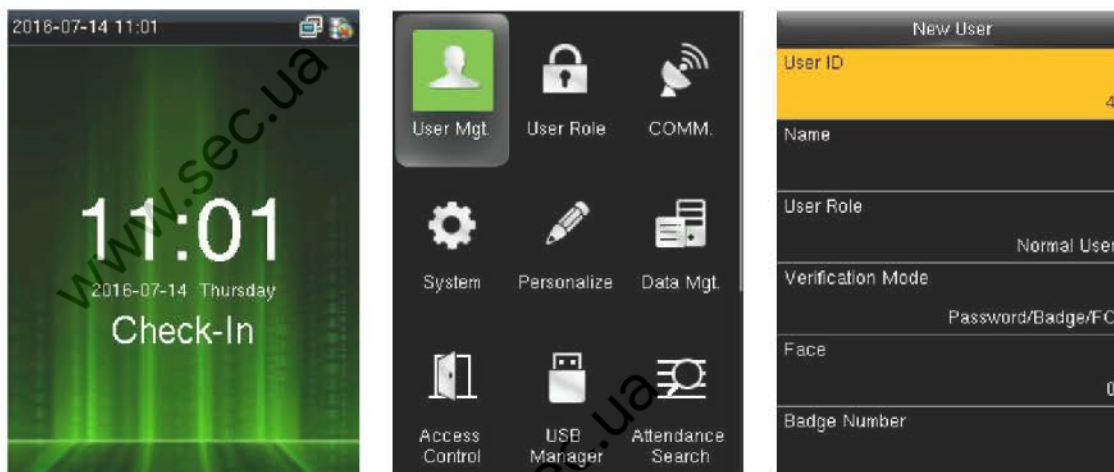 2016-07-14 11:01
11:01
2016-07-14 Thursday
Check-In
www.sec.ua
User Mgt.
User Role
COMM.
System
Personalize
Data Mgt.
Access
Control
USB
Manager
Attendance
Search
sec.ua
New User
User ID
4
Name
User Role
Normal User
Verification Mode
Password/Badge/FC
Face
0
Badge Number